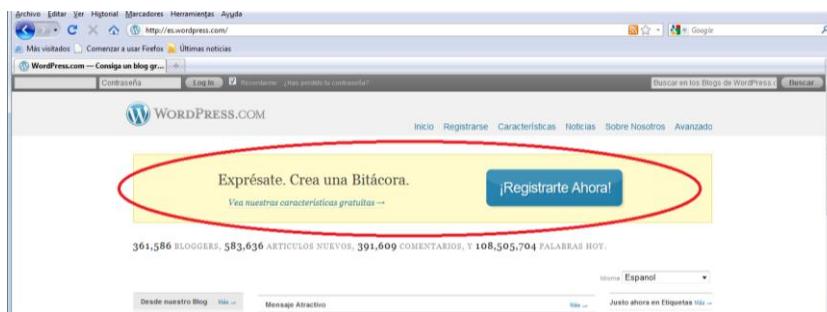 Archivo Editar Ver Historial Marcadores Herramientas Ayuda
http://es.wordpress.com/ Google
Más visitados Comenzar a usar Firefox Últimas noticias
WordPress.com — Consiga un blog gr...
Contraseña Log In Recordarme ¿Has perdido tu contraseña? Buscar en los Blogs de WordPress.c Buscar
WORDPRESS.COM
Inicio Registrarse Características Noticias Sobre Nosotros Avanzado
Exprésate. Crea una Bitácora. ¡Registrarte Ahora!
Vea nuestras características gratuitas →
361,586 BLOGGERS, 583,636 ARTICULOS NUEVOS, 391,609 COMENTARIOS, Y 108,505,704 PALABRAS HOY.
Idioma Espanol
Desde nuestro Blog Más → Mensaje Atractivo Más → Justo ahora en Etiquetas Más →